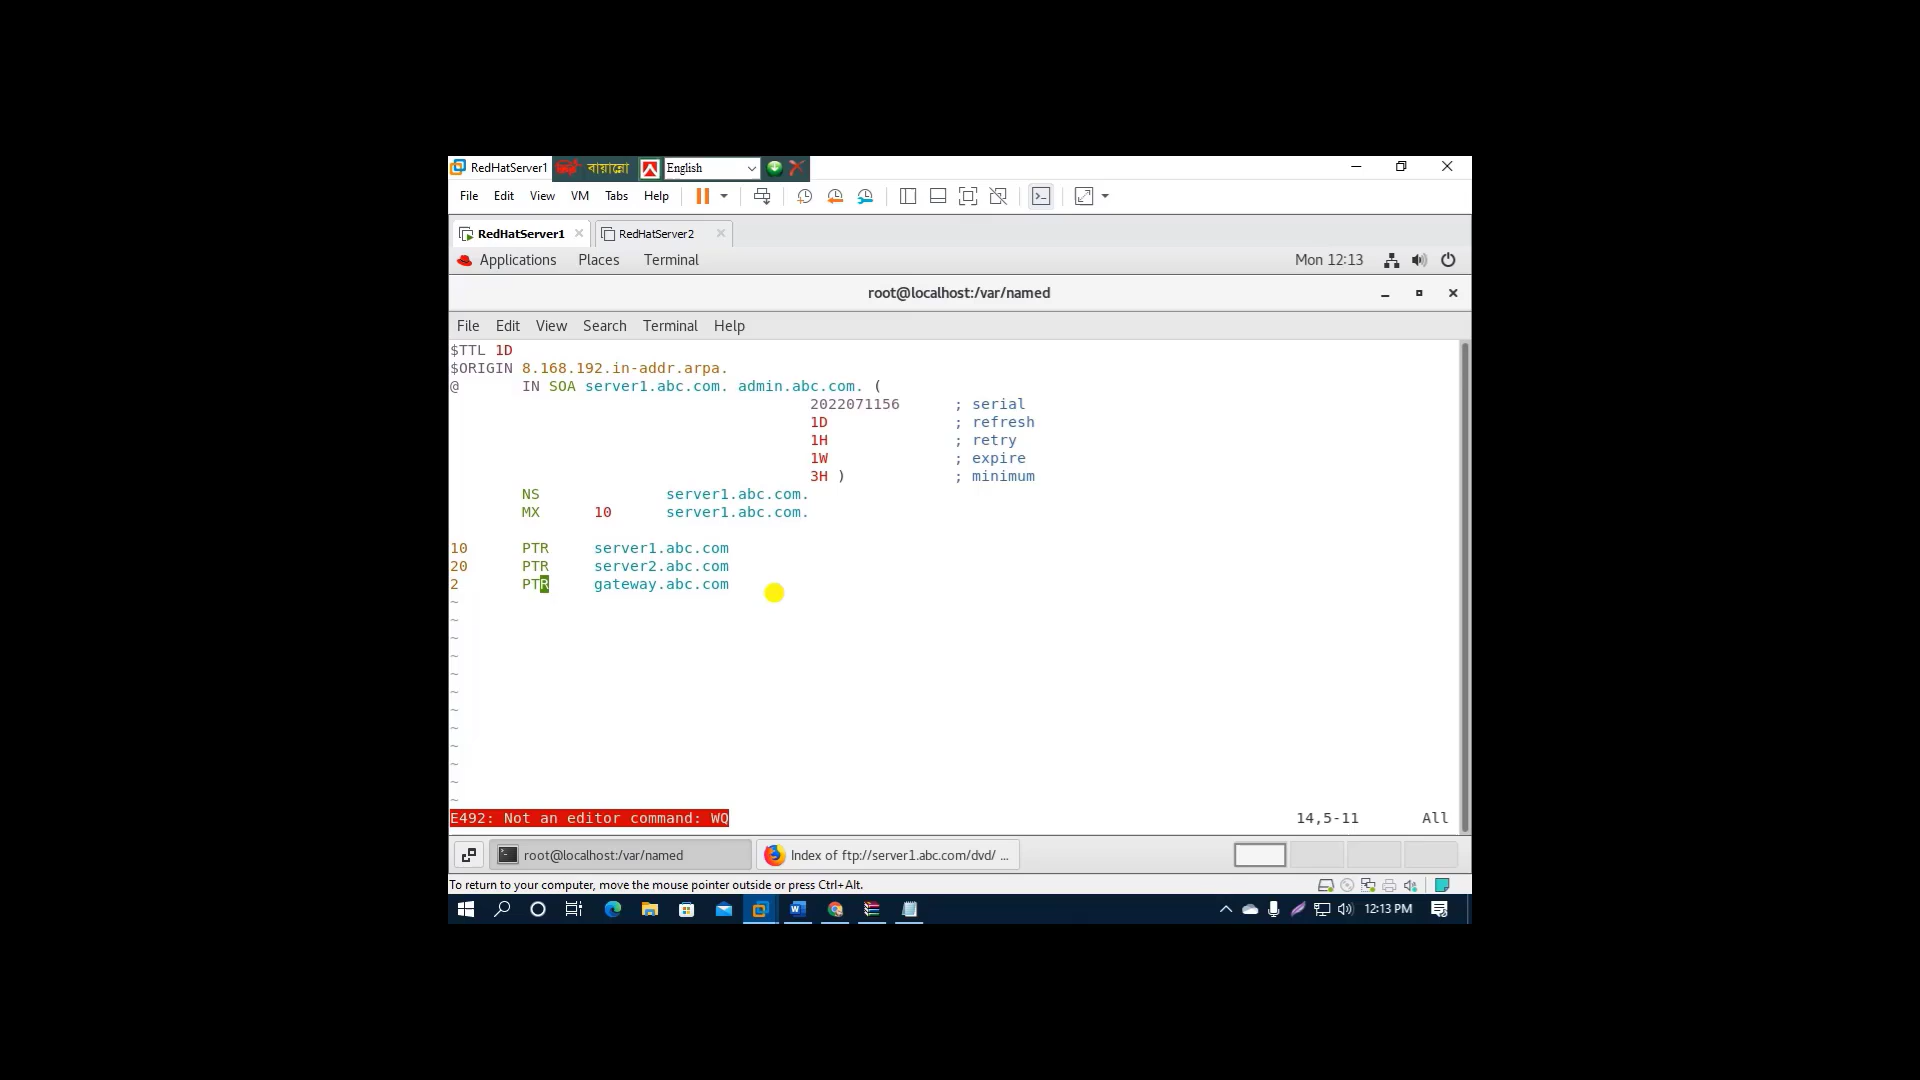 RedHatServer1 বায়ান্নো English
File Edit View VM Tabs Help
RedHatServer1 RedHatServer2
Applications Places Terminal Mon 12:13
root@localhost:/var/named
File Edit View Search Terminal Help
$TTL 1D
$ORIGIN 8.168.192.in-addr.arpa.
@ IN SOA server1.abc.com. admin.abc.com. (
2022071156 ; serial
1D ; refresh
1H ; retry
1W ; expire
3H ) ; minimum
NS server1.abc.com.
MX 10 server1.abc.com.
10 PTR server1.abc.com
20 PTR server2.abc.com
2 PTR gateway.abc.com
~
~
~
~
~
~
~
~
~
~
~
~
E492: Not an editor command: WQ 14,5-11 All
root@localhost:/var/named Index of ftp://server1.abc.com/dvd/ ...
To return to your computer, move the mouse pointer outside or press Ctrl+Alt.
12:13 PM